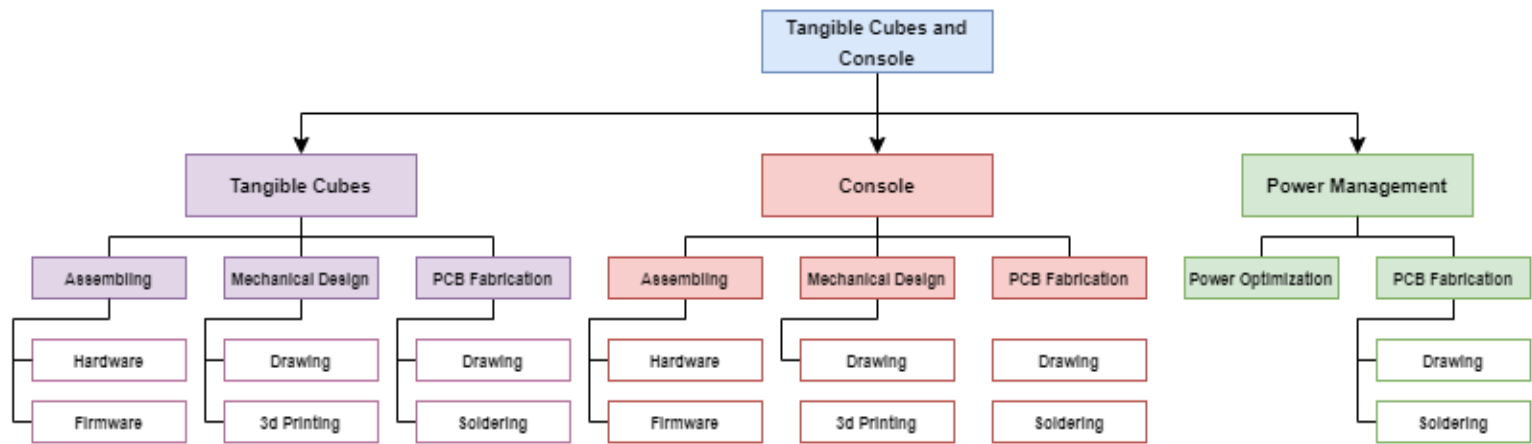 Tangible Cubes and
Console
Tangible Cubes
Console
Power Management
Assembling
Mechanical Design
PCB Fabrication
Assembling
Mechanical Design
PCB Fabrication
Power Optimization
PCB Fabrication
Hardware
Drawing
Drawing
Hardware
Drawing
Drawing
Drawing
Firmware
3d Printing
Soldering
Firmware
3d Printing
Soldering
Soldering